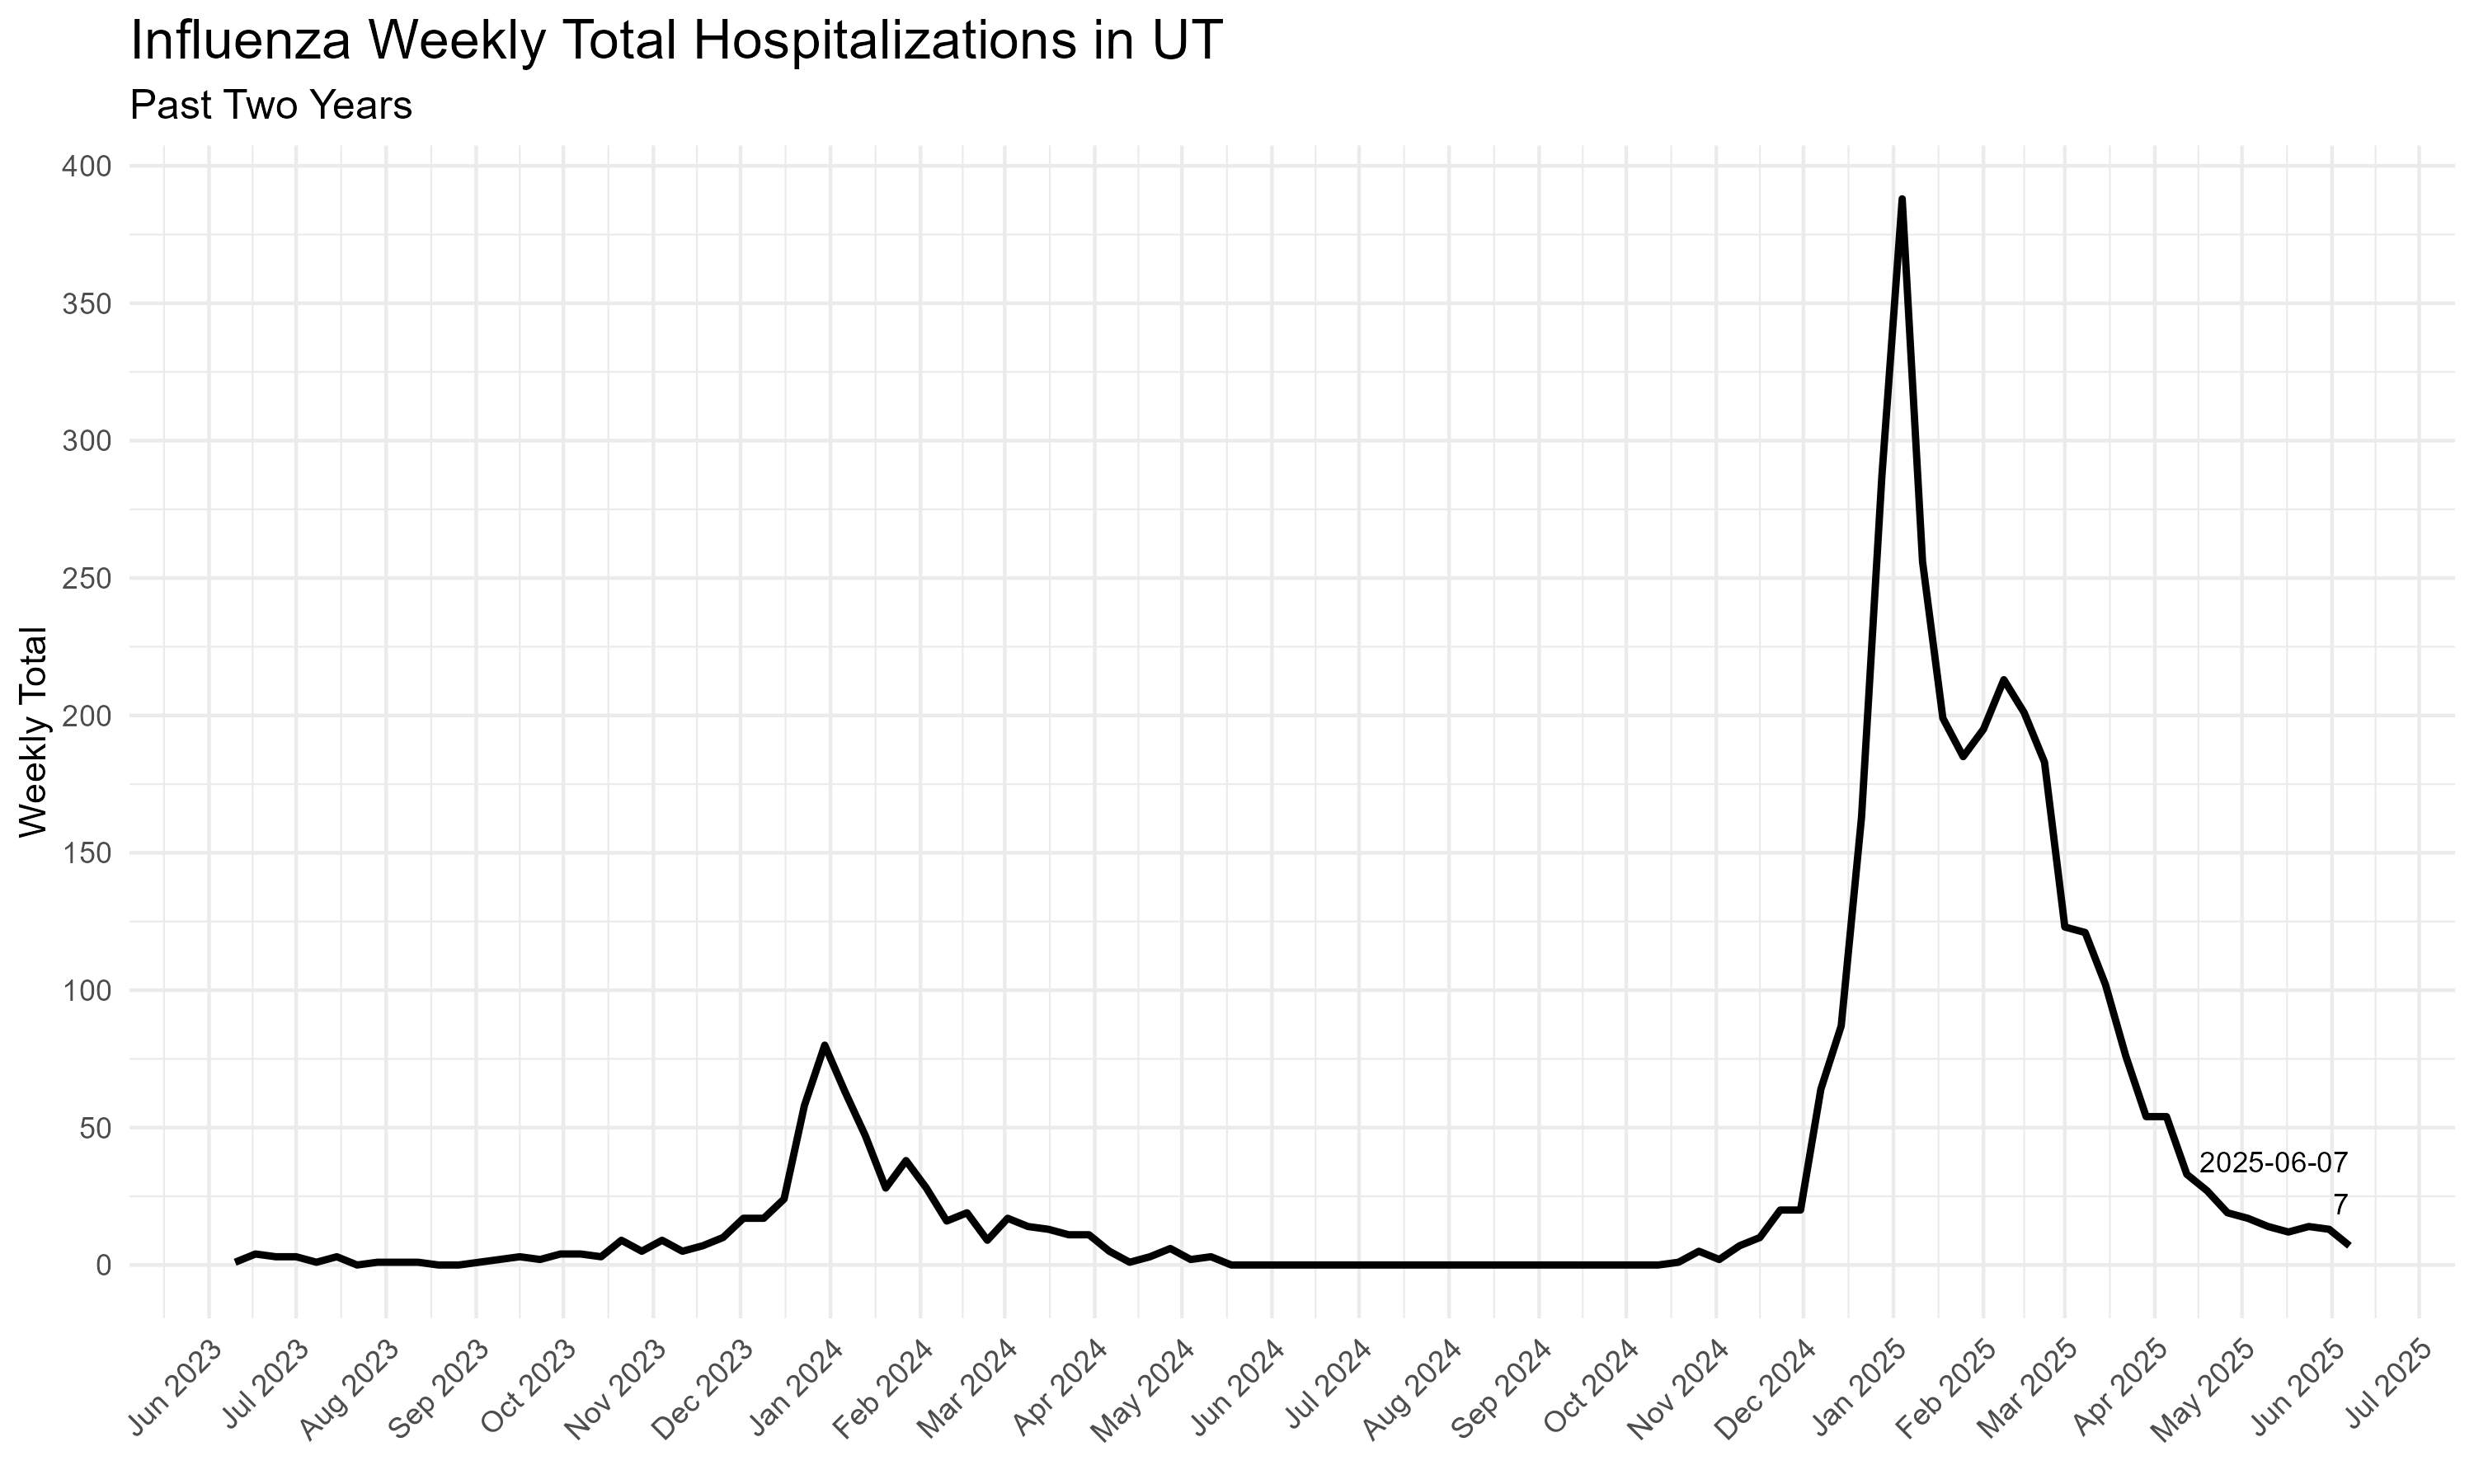 Influenza Weekly Total Hospitalizations in UT
Past Two Years
Weekly Total
400
350
300
250
200
150
100
50
0
2025-06-07
7
Jun 2023
Jul 2023
Aug 2023
Sep 2023
Oct 2023
Nov 2023
Dec 2023
Jan 2024
Feb 2024
Mar 2024
Apr 2024
May 2024
Jun 2024
Jul 2024
Aug 2024
Sep 2024
Oct 2024
Nov 2024
Dec 2024
Jan 2025
Feb 2025
Mar 2025
Apr 2025
May 2025
Jun 2025
Jul 2025